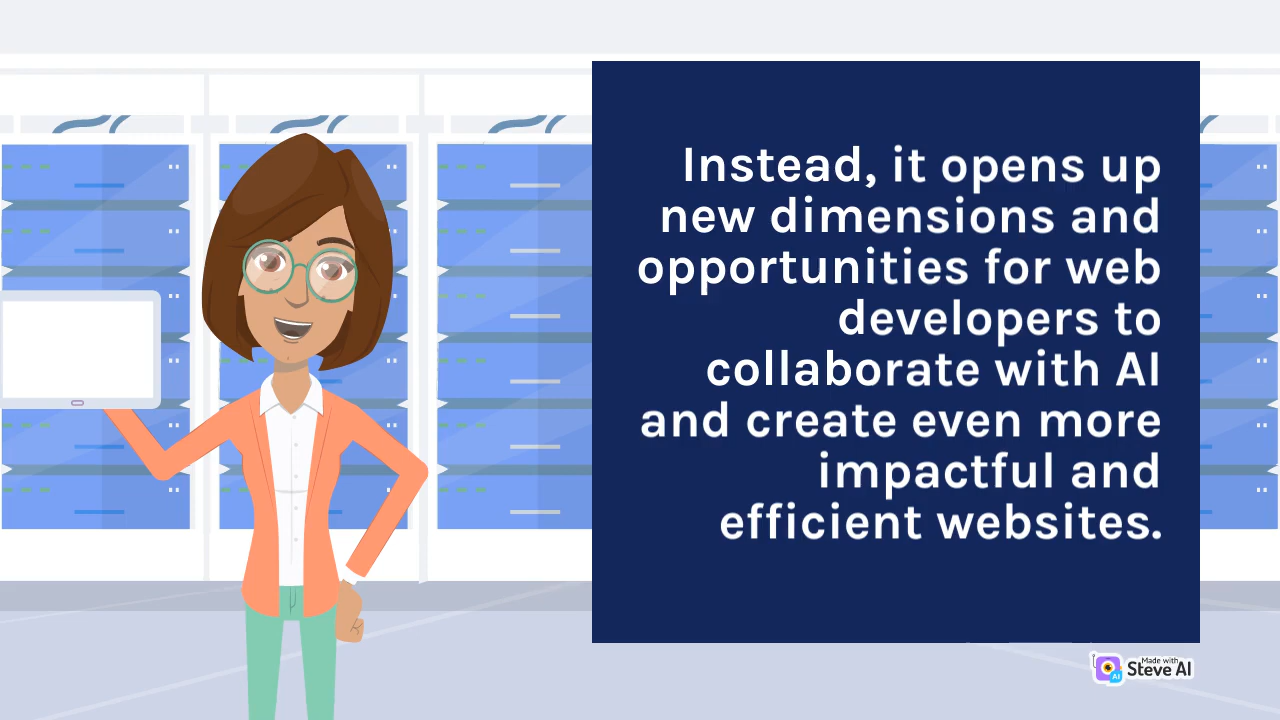 Instead, it opens up
new dimensions and
opportunities for web
developers to
collaborate with AI
and create even more
impactful and
efficient websites.
Made with
Steve AI
AI